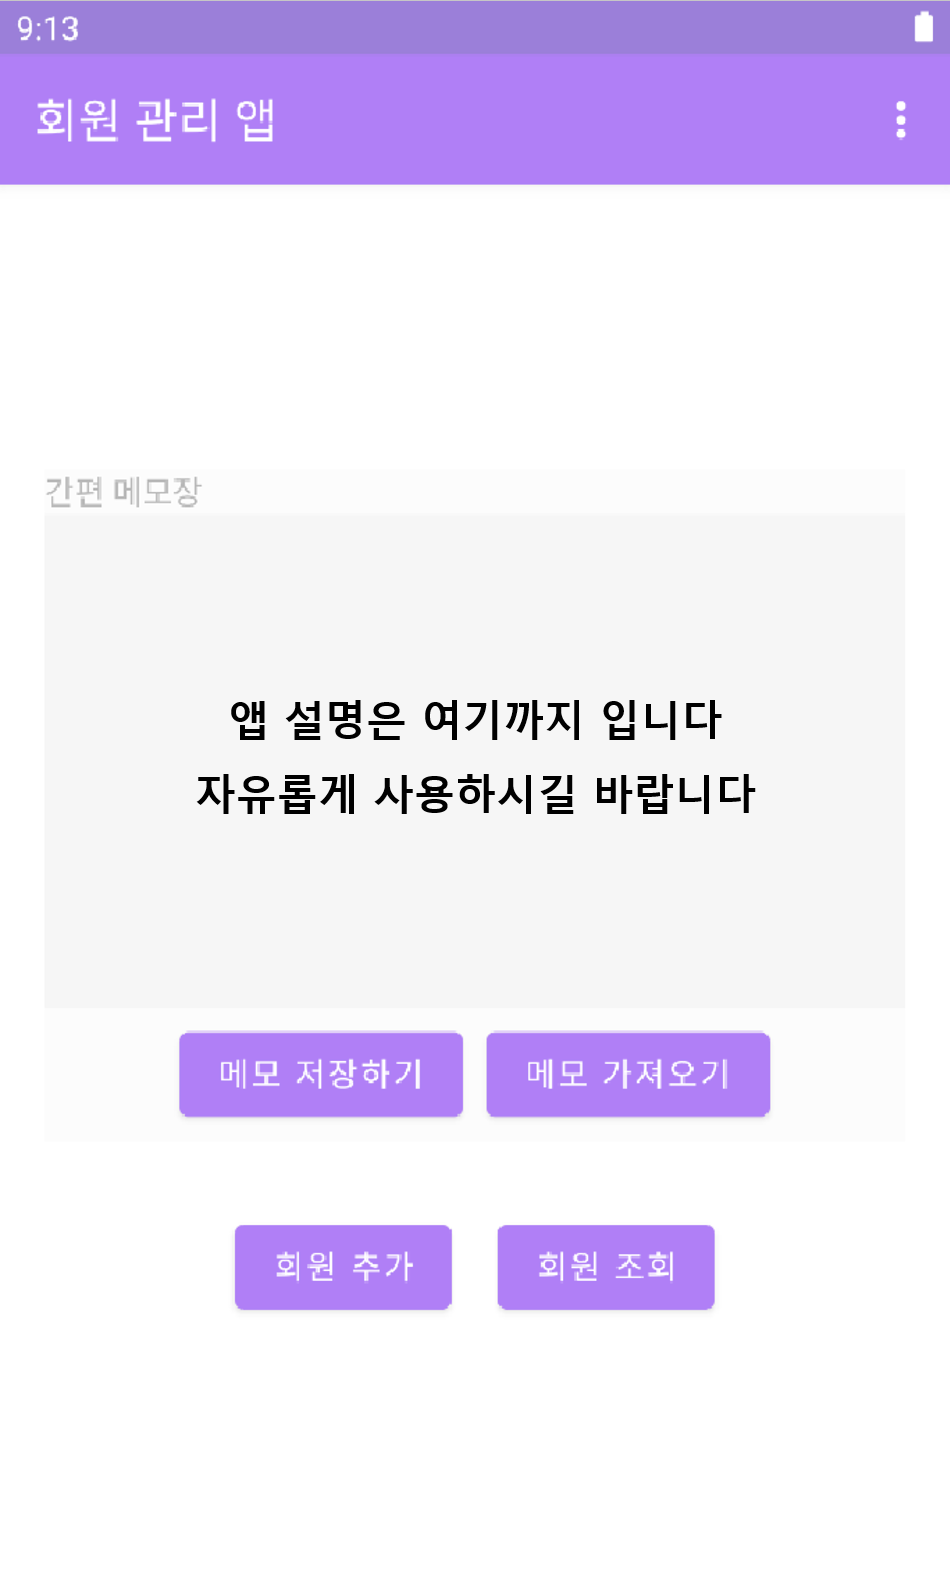 9:13
회원 관리 앱
간편 메모장
앱 설명은 여기까지 입니다
자유롭게 사용하시길 바랍니다
메모 저장하기 메모 가져오기
회원 추가 회원 조회